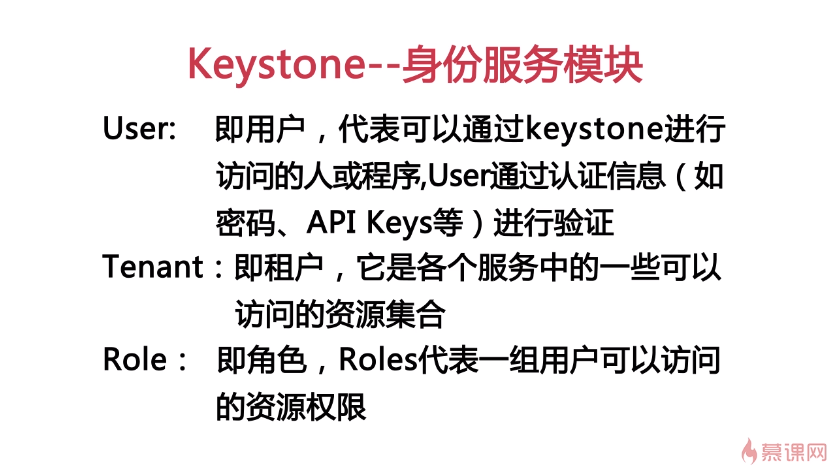 Keystone--身份服务模块
User: 即用户，代表可以通过keystone进行
访问的人或程序,User通过认证信息（如
密码、API Keys等）进行验证
Tenant：即租户，它是各个服务中的一些可以
访问的资源集合
Role： 即角色，Roles代表一组用户可以访问
的资源权限
慕课网